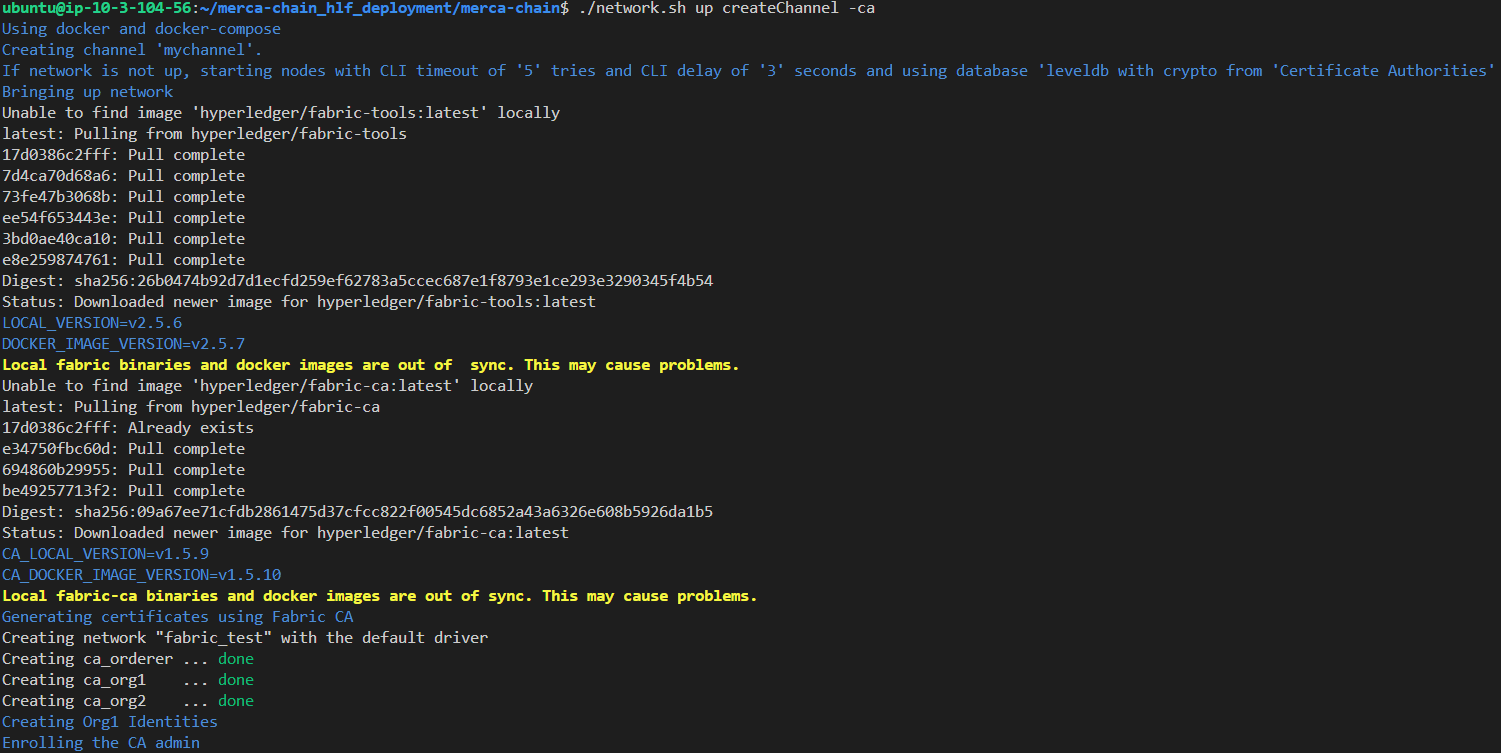 ubuntu@ip-10-3-104-56:~/merca-chain_hlf_deployment/merca-chain$ ./network.sh up createChannel -ca
Using docker and docker-compose
Creating channel 'mychannel'.
If network is not up, starting nodes with CLI timeout of '5' tries and CLI delay of '3' seconds and using database 'leveldb with crypto from 'Certificate Authorities'
Bringing up network
Unable to find image 'hyperledger/fabric-tools:latest' locally
latest: Pulling from hyperledger/fabric-tools
17d0386c2fff: Pull complete
7d4ca70d68a6: Pull complete
73fe47b3068b: Pull complete
ee54f653443e: Pull complete
3bd0ae40ca10: Pull complete
e8e259874761: Pull complete
Digest: sha256:26b0474b92d7d1ecfd259ef62783a5ccec687e1f8793e1ce293e3290345f4b54
Status: Downloaded newer image for hyperledger/fabric-tools:latest
LOCAL_VERSION=v2.5.6
DOCKER_IMAGE_VERSION=v2.5.7
Local fabric binaries and docker images are out of  sync. This may cause problems.
Unable to find image 'hyperledger/fabric-ca:latest' locally
latest: Pulling from hyperledger/fabric-ca
17d0386c2fff: Already exists
e34750fbc60d: Pull complete
694860b29955: Pull complete
be49257713f2: Pull complete
Digest: sha256:09a67ee71cfdb2861475d37cfcc822f00545dc6852a43a6326e608b5926da1b5
Status: Downloaded newer image for hyperledger/fabric-ca:latest
CA_LOCAL_VERSION=v1.5.9
CA_DOCKER_IMAGE_VERSION=v1.5.10
Local fabric-ca binaries and docker images are out of sync. This may cause problems.
Generating certificates using Fabric CA
Creating network "fabric_test" with the default driver
Creating ca_orderer ... done
Creating ca_org1    ... done
Creating ca_org2    ... done
Creating Org1 Identities
Enrolling the CA admin